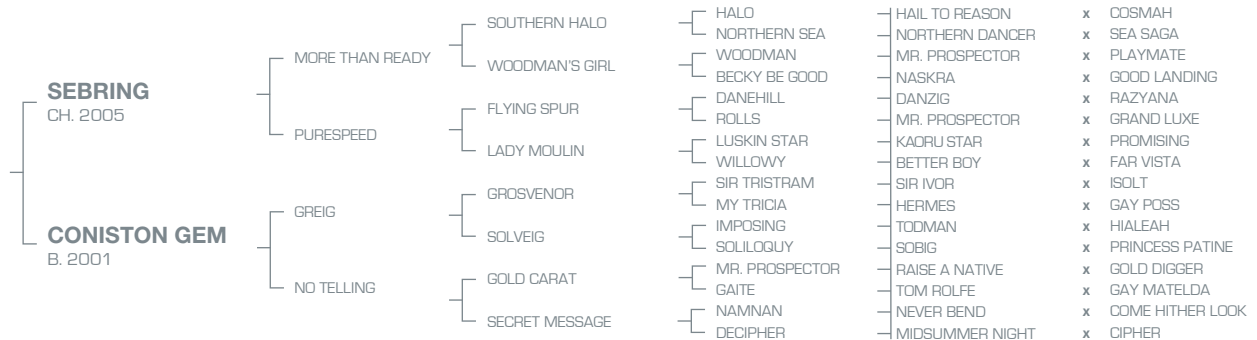 SEBRING
CH. 2005
CONISTON GEM
B. 2001
MORE THAN READY
PURESPEED
GREIG
NO TELLING
SOUTHERN HALO
WOODMAN'S GIRL
FLYING SPUR
LADY MOULIN
GROSVENOR
SOLVEIG
GOLD CARAT
SECRET MESSAGE
HALO
NORTHERN SEA
WOODMAN
BECKY BE GOOD
DANEHILL
ROLLS
LUSKIN STAR
WILLOWY
SIR TRISTRAM
MY TRICIA
IMPOSING
SOLILOQUY
MR. PROSPECTOR
GAITE
NAMNAN
DECIPHER
HAIL TO REASON x COSMAH
NORTHERN DANCER x SEA SAGA
MR. PROSPECTOR x PLAYMATE
NASKRA x GOOD LANDING
DANZIG x RAZYANA
MR. PROSPECTOR x GRAND LUXE
KAORU STAR x PROMISING
BETTER BOY x FAR VISTA
SIR IVOR x ISOLT
HERMES x GAY POSS
TODMAN x HIALEAH
SOBIG x PRINCESS PATINE
RAISE A NATIVE x GOLD DIGGER
TOM ROLFE x GAY MATELDA
NEVER BEND x COME HITHER LOOK
MIDSUMMER NIGHT x CIPHER